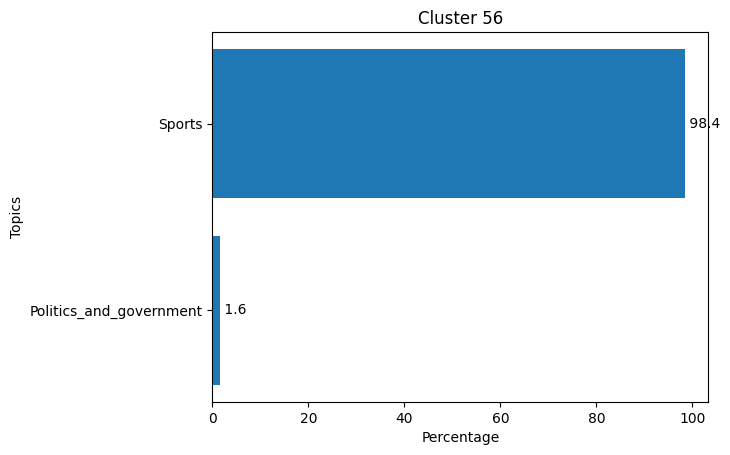 Cluster 56
Topics
Sports
98.4
Politics_and_government
1.6
0 20 40 60 80 100
Percentage